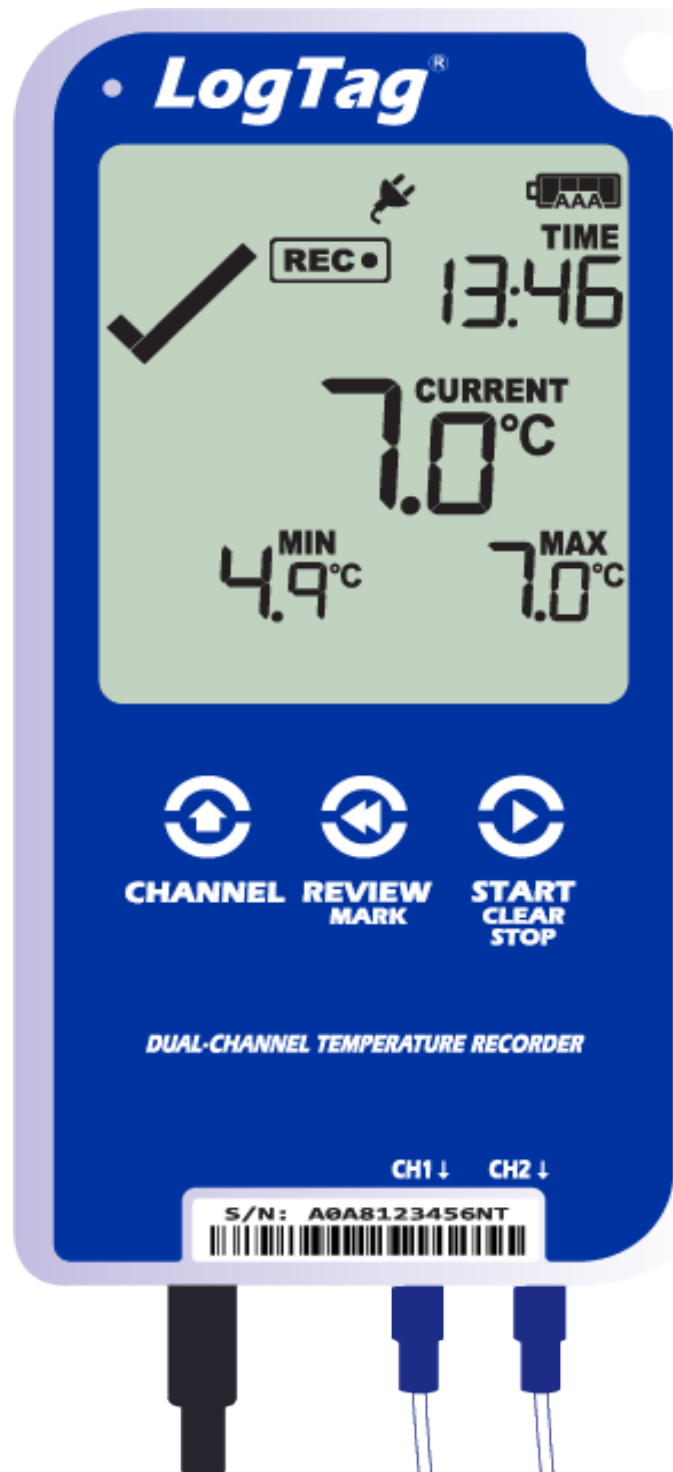 LogTag®
AAA
TIME
REC
13:46
CURRENT
7.0°C
MIN
4.9°C
MAX
7.0°C
CHANNEL
REVIEW
MARK
START
CLEAR
STOP
DUAL-CHANNEL TEMPERATURE RECORDER
CH1↓ CH2↓
S/N: A0A8123456NT